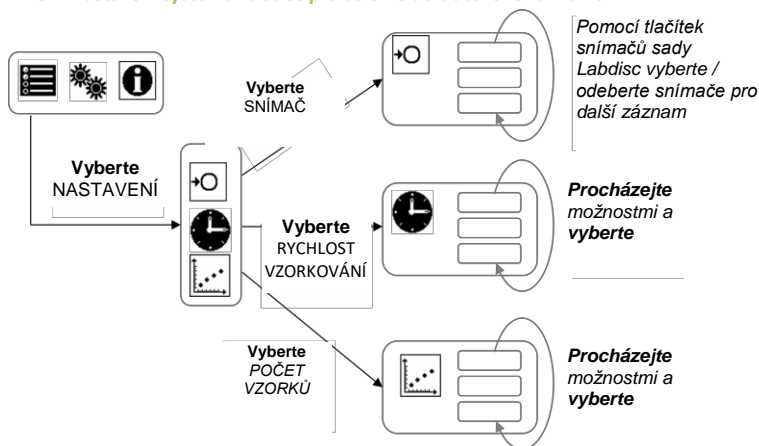 Vyberte
SNÍMAČ
Pomocí tlačítek
snímačů sady
Labdisc vyberte /
odeberte snímače pro
další záznam
Vyberte
NASTAVENÍ
Vyberte
RYCHLOST
VZORKOVÁNÍ
Procházejte
možnostmi a
vyberte
Vyberte
POČET
VZORKŮ
Procházejte
možnostmi a
vyberte